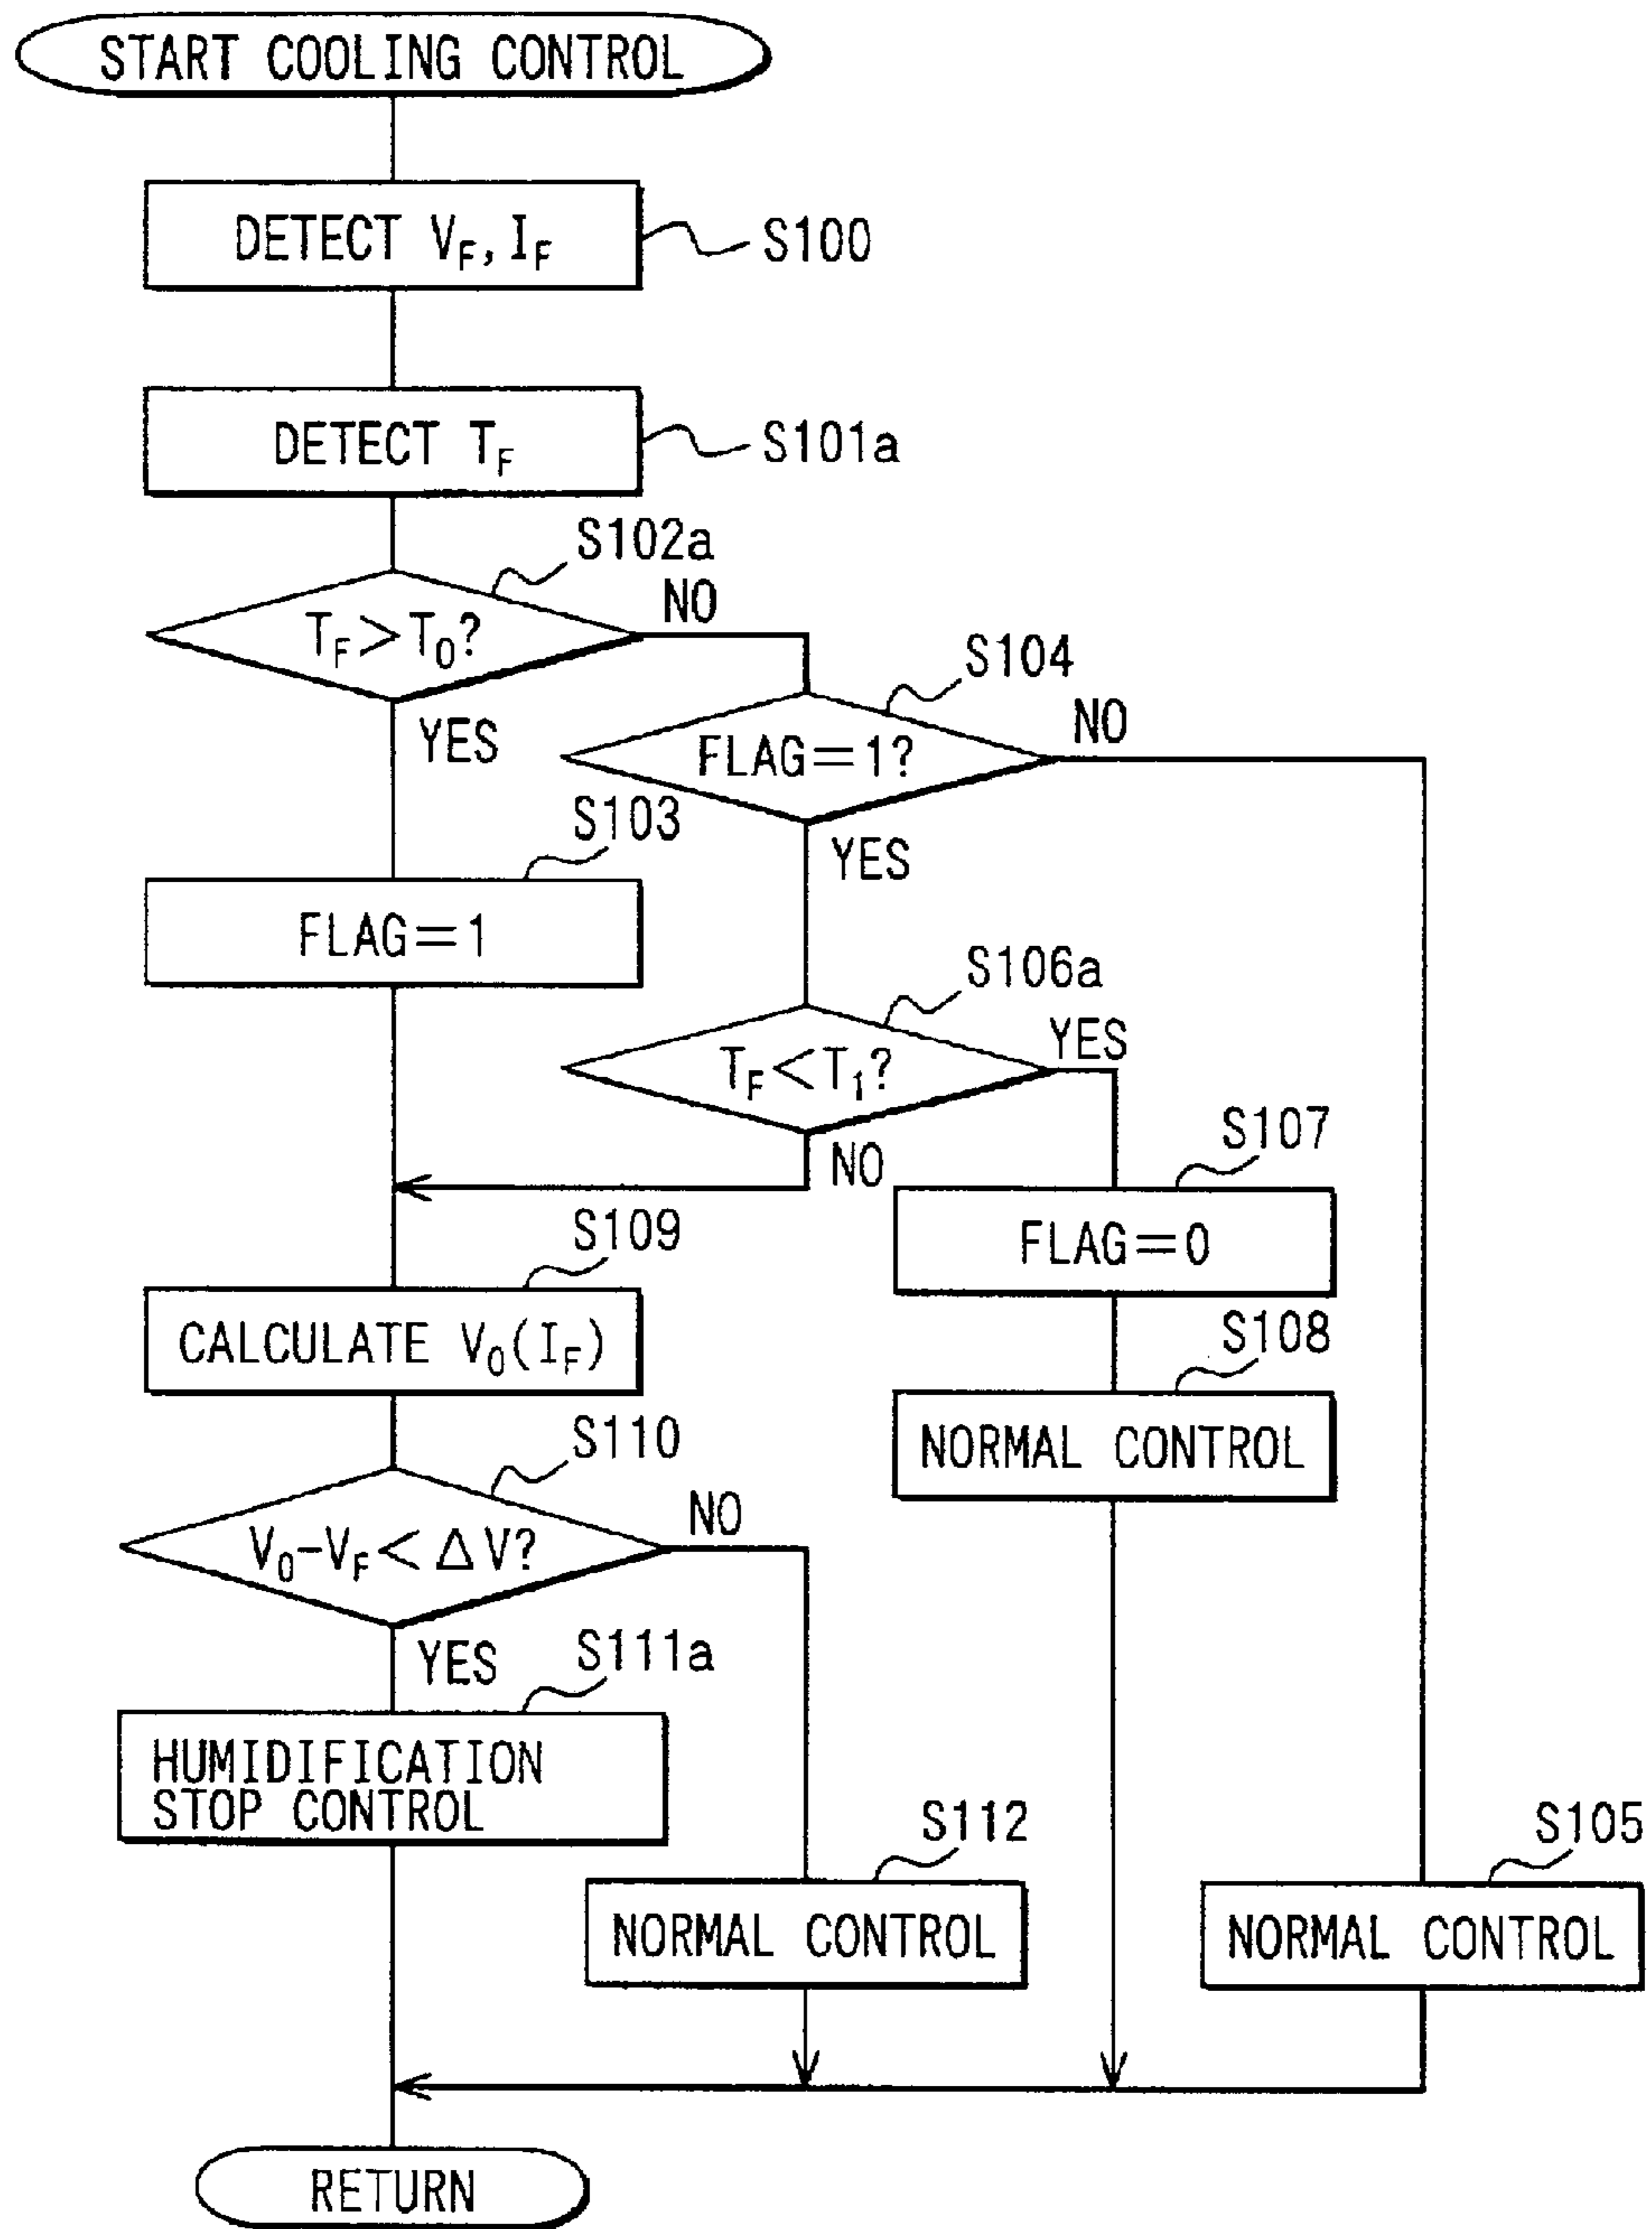 START COOLING CONTROL
DETECT V_F, I_F
S100
DETECT T_F
S101a
S102a
T_F > T_0?
NO
YES
S104
FLAG=1?
NO
YES
S103
FLAG=1
S106a
T_F < T_1?
YES
NO
S107
FLAG=0
S109
CALCULATE V_0(I_F)
S108
NORMAL CONTROL
S110
V_0-V_F < ΔV?
NO
YES
S111a
HUMIDIFICATION
STOP CONTROL
S112
NORMAL CONTROL
S105
NORMAL CONTROL
RETURN